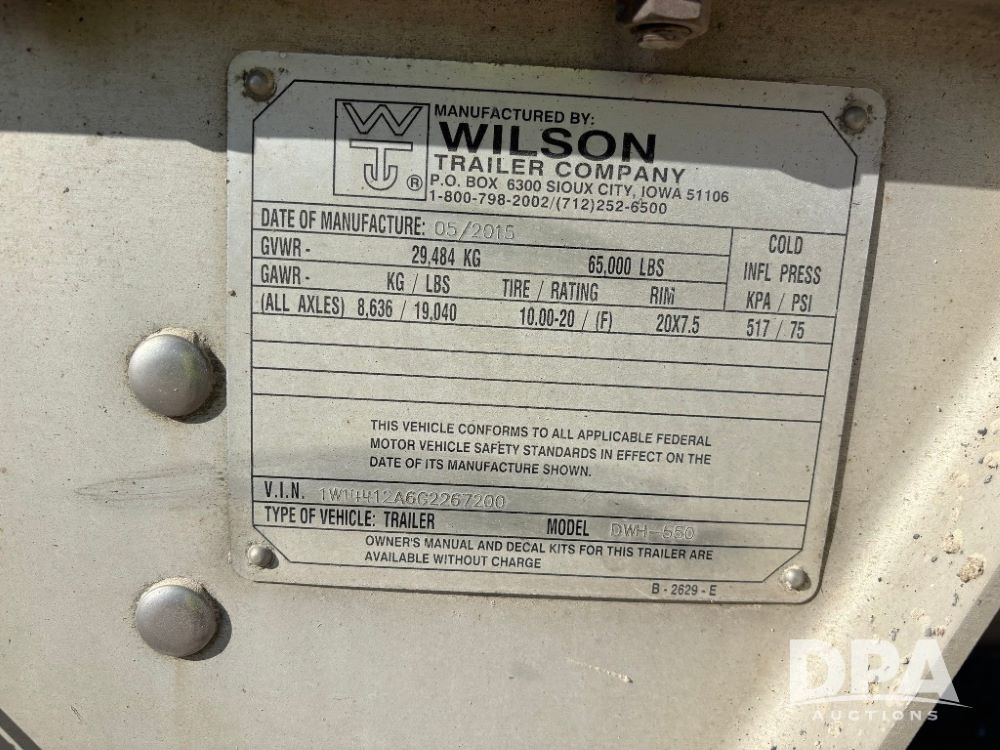 MANUFACTURED BY:
WILSON
TRAILER COMPANY
P.O. BOX 6300 SIOUX CITY, IOWA 51106
® 1-800-798-2002/(712)252-6500
DATE OF MANUFACTURE: 05/2015
COLD
INFL PRESS
KPA / PSI
GVWR - 29,484 KG 65,000 LBS
GAWR - KG / LBS TIRE / RATING RIM
(ALL AXLES) 8,636 / 19,040 10.00-20 / (F) 20X7.5 517 / 75
THIS VEHICLE CONFORMS TO ALL APPLICABLE FEDERAL
MOTOR VEHICLE SAFETY STANDARDS IN EFFECT ON THE
DATE OF ITS MANUFACTURE SHOWN.
V.I.N.
TYPE OF VEHICLE: TRAILER MODEL DWH-550
OWNER'S MANUAL AND DECAL KITS FOR THIS TRAILER ARE
AVAILABLE WITHOUT CHARGE
B - 2629 - E
DPA
AUCTIONS